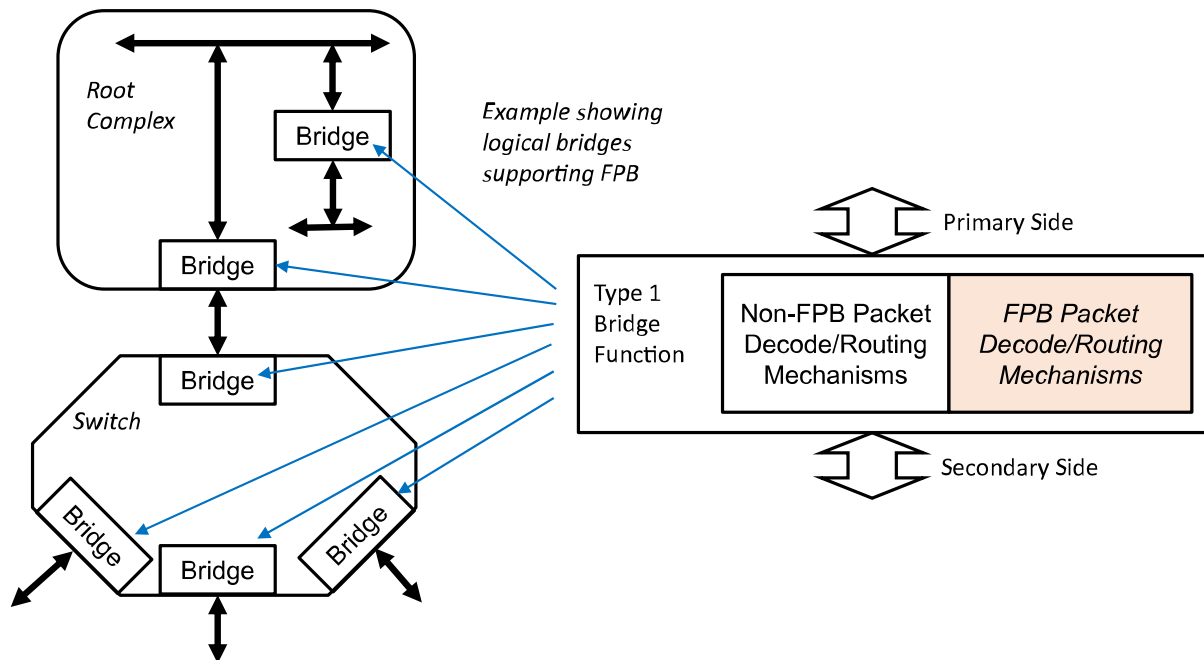 Root
Complex
Bridge
Bridge
Example showing
logical bridges
supporting FPB
Primary Side
Type 1
Bridge
Function
Non-FPB Packet
Decode/Routing
Mechanisms
FPB Packet
Decode/Routing
Mechanisms
Secondary Side
Bridge
Switch
Bridge
Bridge
Bridge